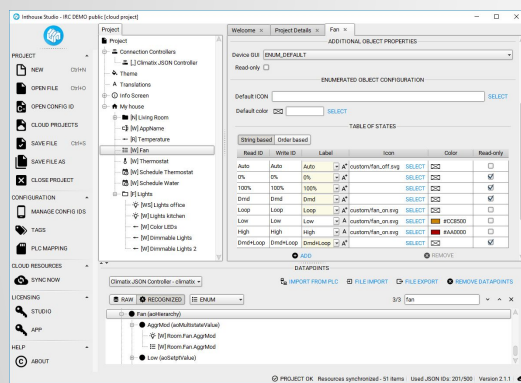 Inthouse Studio - IRC DEMO public [cloud project]
PROJECT
NEW Ctrl+N
OPEN FILE Ctrl+O
OPEN CONFIG ID
CLOUD PROJECTS
SAVE FILE Ctrl+S
SAVE FILE AS
CLOSE PROJECT
CONFIGURATION
MANAGE CONFIG IDS
TAGS
PLC MAPPING
CLOUD RESOURCES
SYNC NOW
LICENSING
STUDIO
APP
HELP
ABOUT
Project
Project
Connection Controllers
[.] Climatix JSON Controller
Theme
Translations
Info Screen
My house
[N] Living Room
[W] AppName
[R] Temperature
[W] Fan
[W] Thermostat
[W] Schedule Thermostat
[W] Schedule Water
[F] Lights
[WS] Lights office
[W] Lights kitchen
[W] Color LEDs
[W] Dimmable Lights
[W] Dimmable Lights 2
Welcome × Project Details × Fan ×
ADDITIONAL OBJECT PROPERTIES
Device GUI ENUM_DEFAULT
Read-only
ENUMERATED OBJECT CONFIGURATION
Default ICON SELECT
Default color SELECT
TABLE OF STATES
String based Order based
Read ID Write ID Label Icon Color Read-only
Auto Auto Auto custom/fan_off.svg SELECT
0% 0% 0% custom/fan_on.svg SELECT
100% 100% 100% custom/fan_on.svg SELECT
Dmd Dmd Dmd custom/fan_on.svg SELECT
Loop Loop Loop custom/fan_on.svg SELECT
Low Low Low custom/fan_on.svg SELECT #CC8500
High High High custom/fan_on.svg SELECT #AA0000
Dmd+Loop Dmd+Loop Dmd+Loop custom/fan_on.svg SELECT
ADD REMOVE
DATAPOINTS
Climatix JSON Controller - climatix IMPORT FROM PLC FILE IMPORT FILE EXPORT REMOVE DATAPOINTS
RAW RECOGNIZED ENUM 3/3 fan
Fan (aoHierarchy)
AggrMod (aoMultistateValue)
[W] Room.Fan.AggrMod
[W] Room.Fan.AggrMod
Low (aoSetphValue)
PROJECT OK Resources synchronized - 51 items Used JSON IDs: 201/500 Version 2.1.1